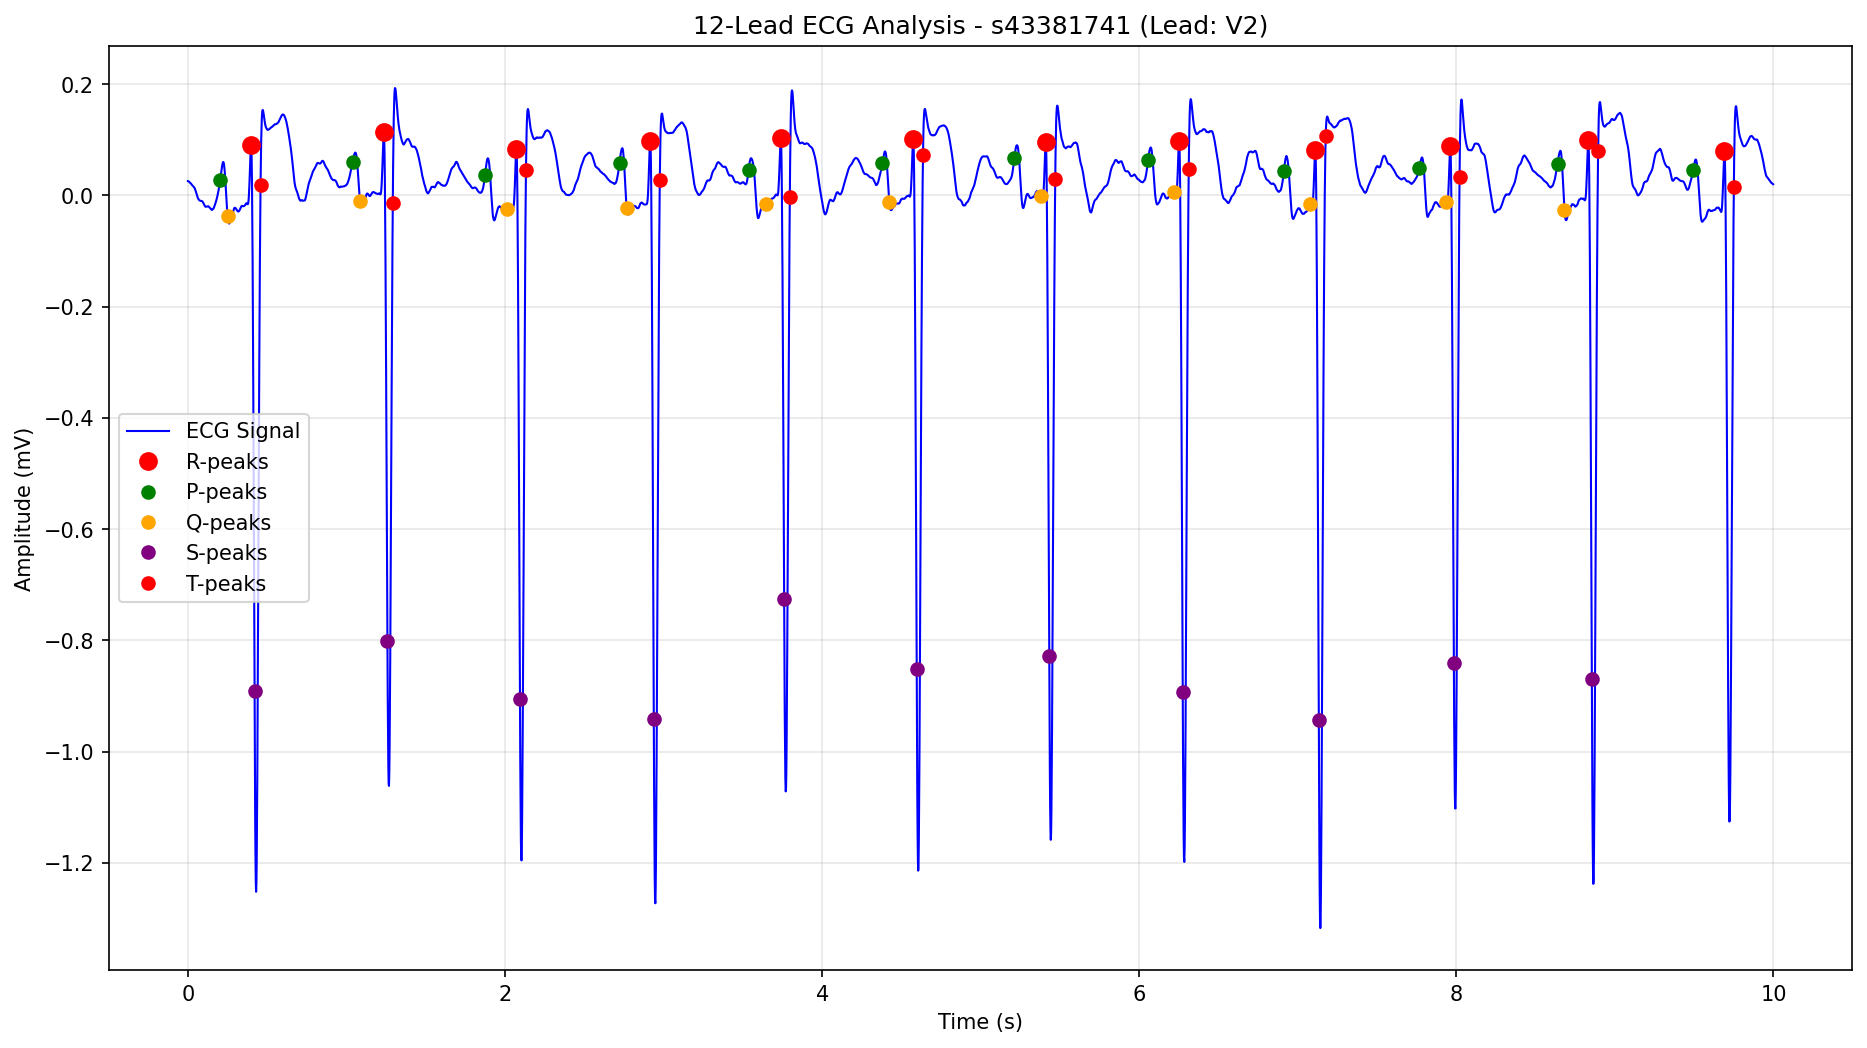 12-Lead ECG Analysis - s43381741 (Lead: V2)
0.2
0.0
−0.2
−0.4
−0.6
−0.8
−1.0
−1.2
Amplitude (mV)
ECG Signal
R-peaks
P-peaks
Q-peaks
S-peaks
T-peaks
0 2 4 6 8 10
Time (s)